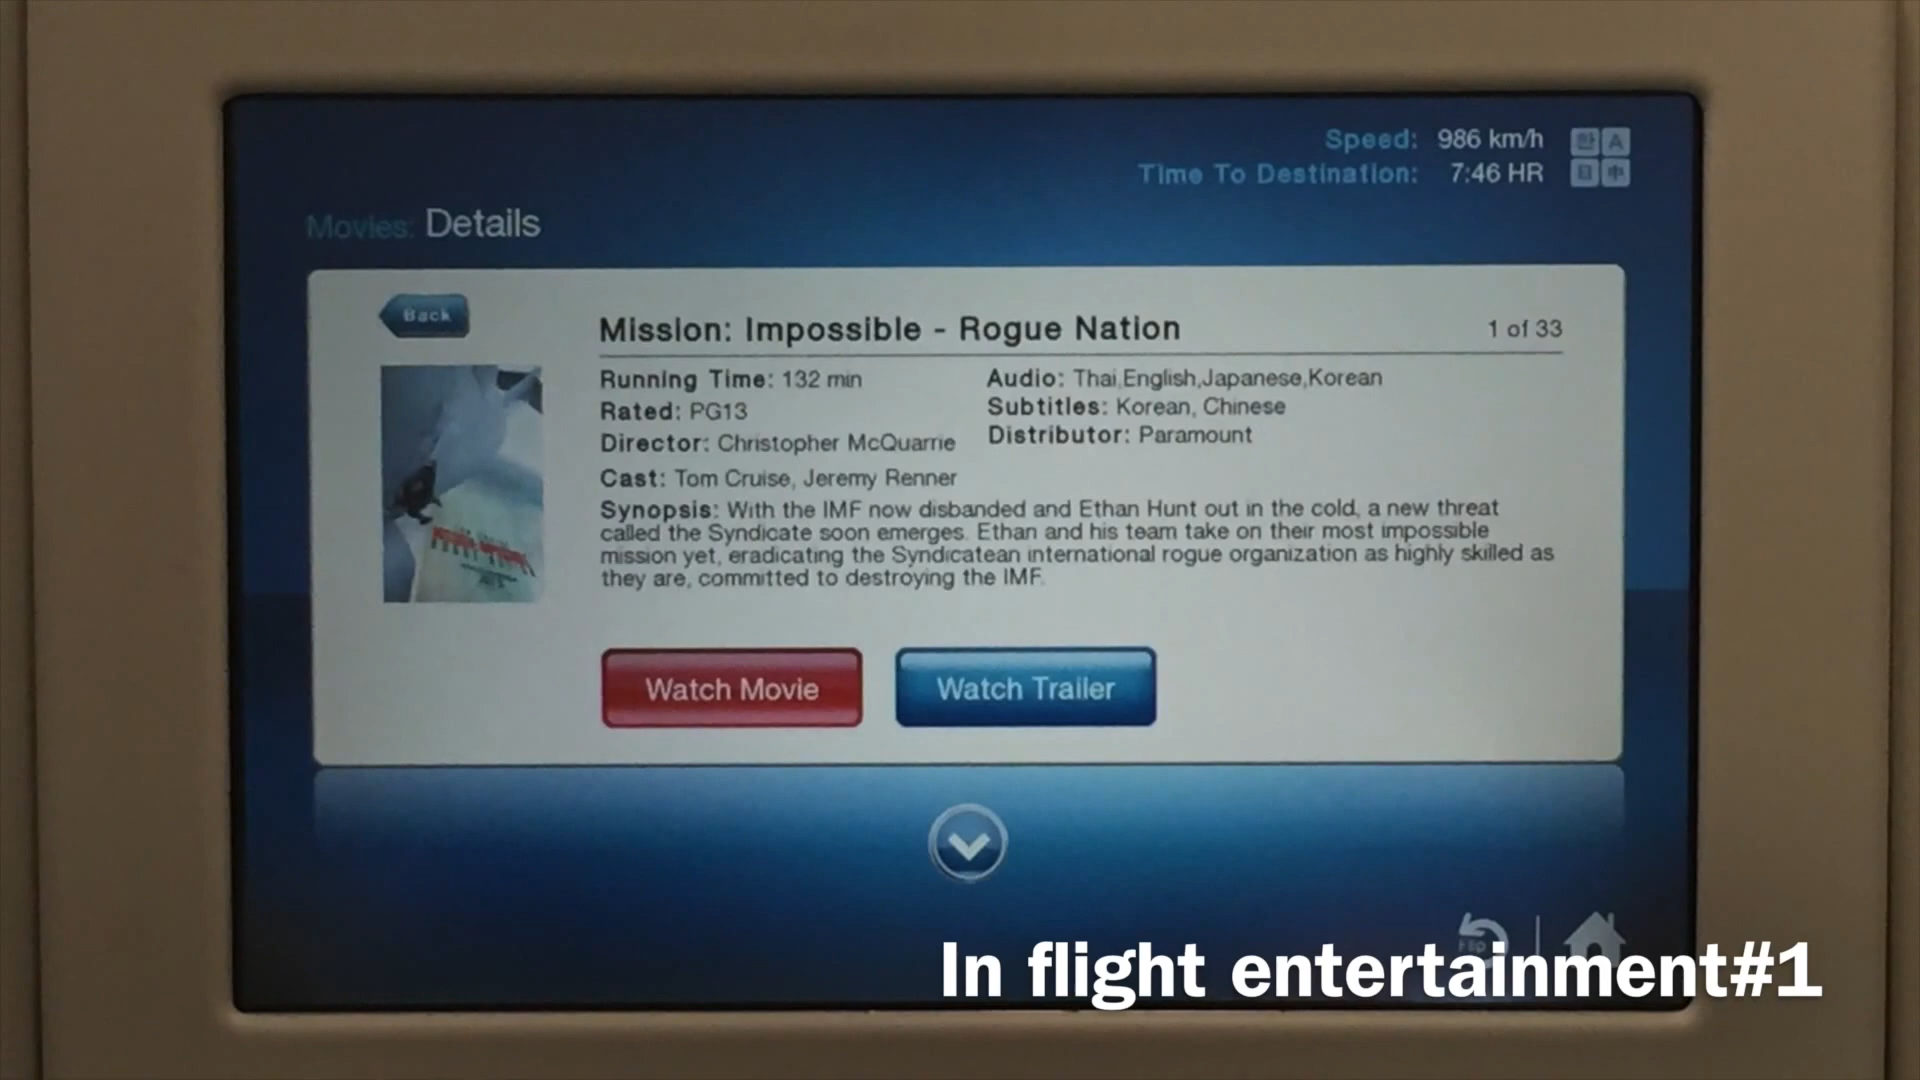 Speed: 986 km/h
Time To Destination: 7:46 HR
한 A
日 中
Movies: Details
Back
Mission: Impossible - Rogue Nation
1 of 33
Running Time: 132 min
Rated: PG13
Director: Christopher McQuarrie
Cast: Tom Cruise, Jeremy Renner
Audio: Thai,English,Japanese,Korean
Subtitles: Korean, Chinese
Distributor: Paramount
Synopsis: With the IMF now disbanded and Ethan Hunt out in the cold, a new threat
called the Syndicate soon emerges. Ethan and his team take on their most impossible
mission yet, eradicating the Syndicatean international rogue organization as highly skilled as
they are, committed to destroying the IMF.
Watch Movie
Watch Trailer
Flip
In flight entertainment#1